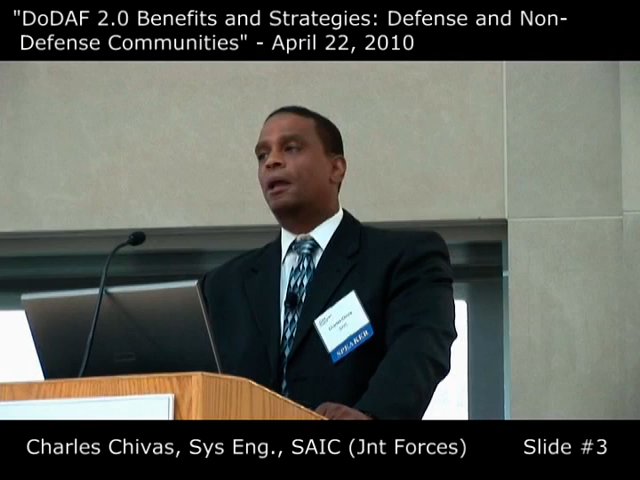 "DoDAF 2.0 Benefits and Strategies: Defense and Non-
Defense Communities" - April 22, 2010
SPEAKER
Charles Chivas, Sys Eng., SAIC (Jnt Forces) Slide #3